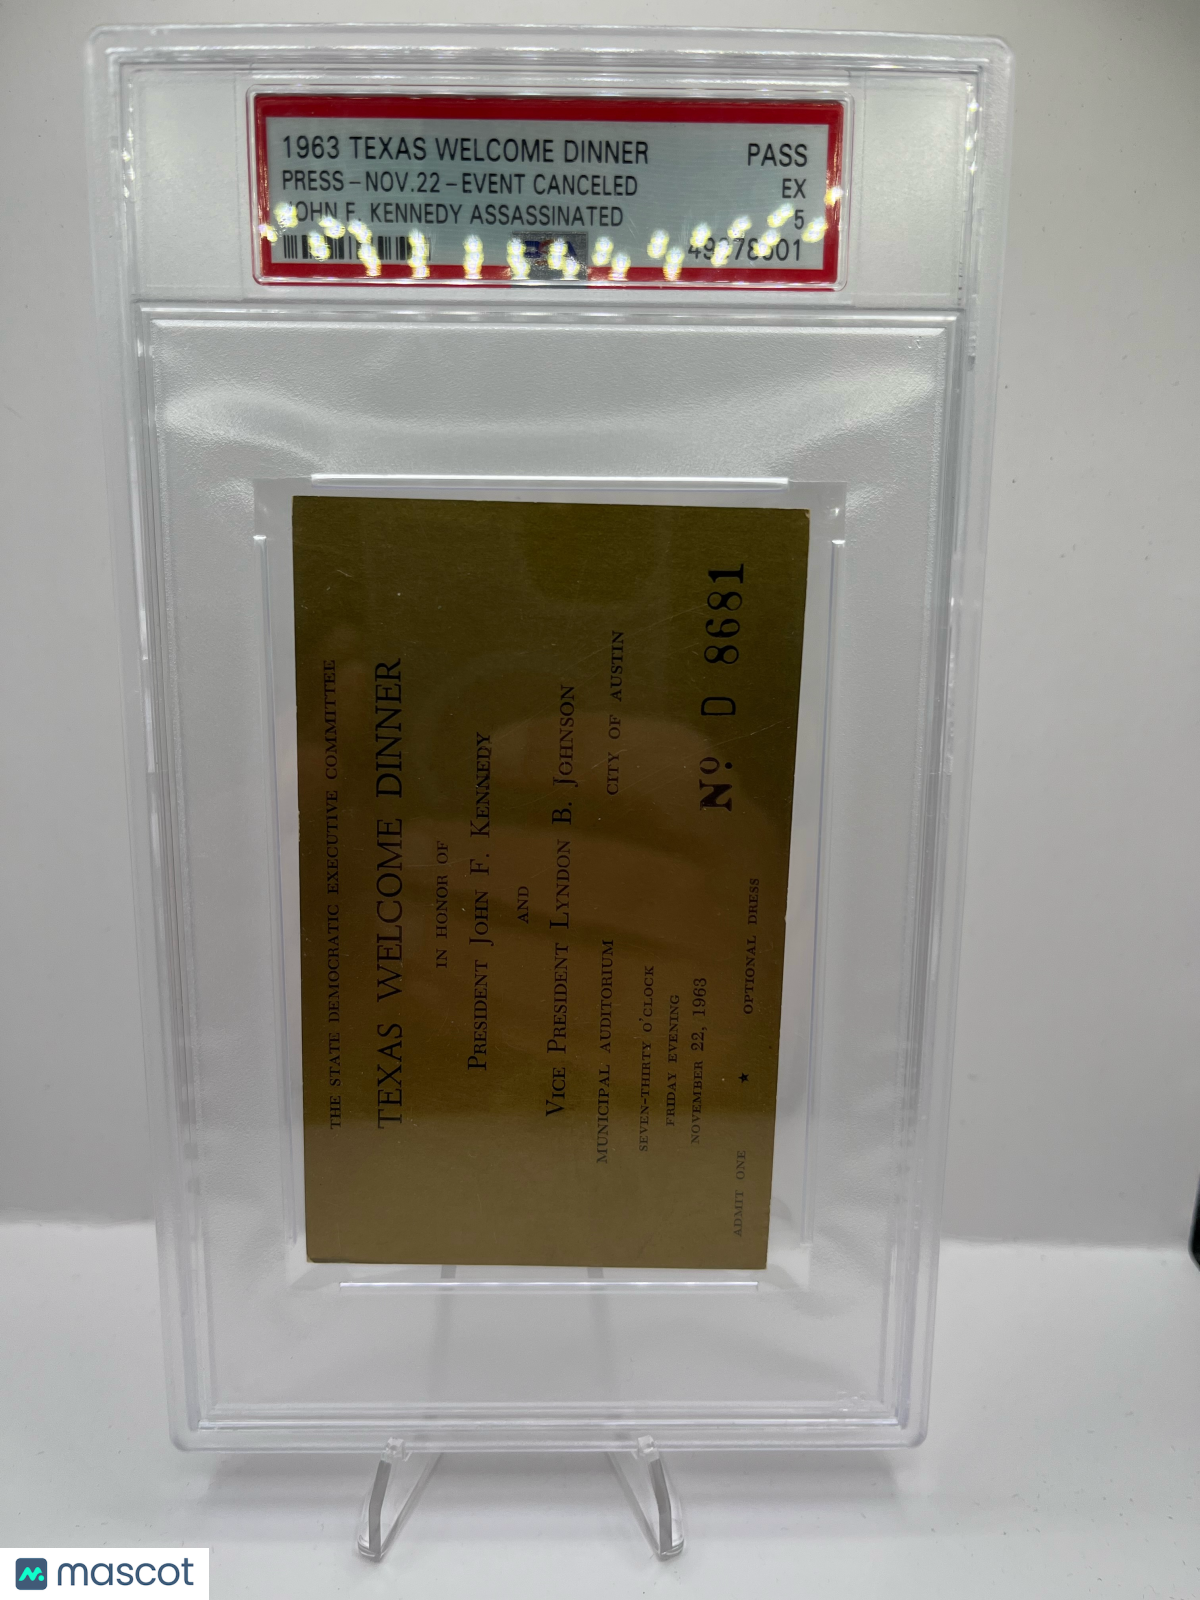 1963 TEXAS WELCOME DINNER PASS
PRESS-NOV.22-EVENT CANCELED EX
JOHN F. KENNEDY ASSASSINATED 5
THE STATE DEMOCRATIC EXECUTIVE COMMITTEE
TEXAS WELCOME DINNER
IN HONOR OF
PRESIDENT JOHN F. KENNEDY
AND
VICE PRESIDENT LYNDON B. JOHNSON
MUNICIPAL AUDITORIUM CITY OF AUSTIN
SEVEN-THIRTY O'CLOCK
FRIDAY EVENING
NOVEMBER 22, 1963
No. D 8681
ADMIT ONE ★ OPTIONAL DRESS
mascot